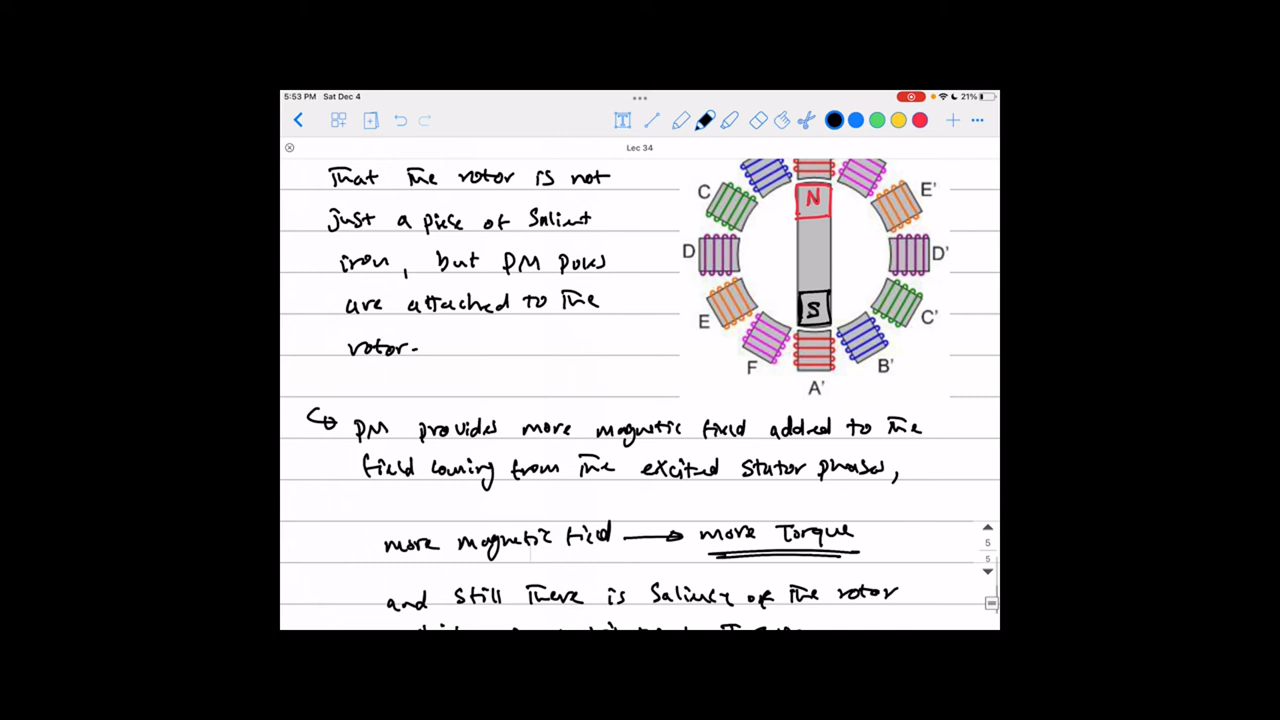 5:53 PM Sat Dec 4
21%
Lec 34
That the rotor is not
just a piece of salient
iron, but PM poles
are attached to the
rotor.
C
D
E
F
A'
B'
C'
D'
E'
N
S
PM provides more magnetic field added to the
field coming from the excited stator phases,
more magnetic field → more Torque
and still There is Saliency of the rotor
5
5